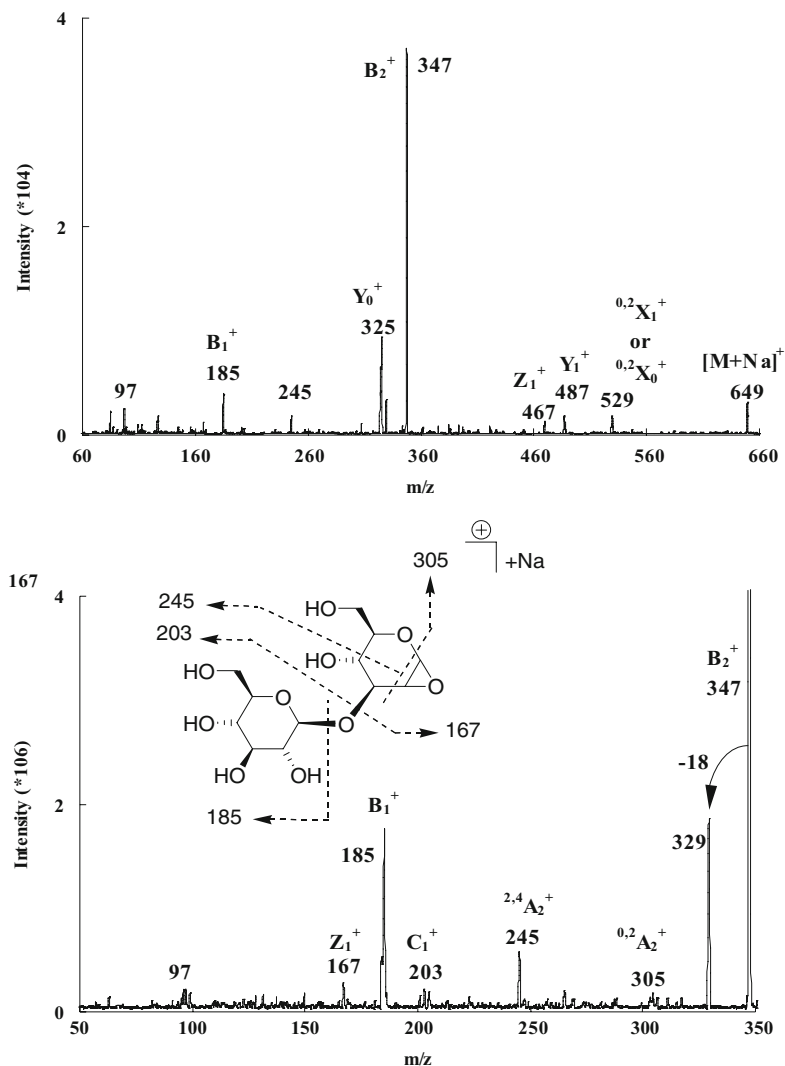 4
B2+ 347
Intensity (*104)
2
0,2X1+
or
0,2X0+
Y0+
325
B1+
185
97
245
Z1+
467
Y1+
487
529
[M+Na]+
649
0
60 160 260 360 460 560 660
m/z
167
305
+
+Na
245
203
HO
O
HO
O
HO
O
HO
O
HO
OH
167
185
4
B2+
347
-18
Intensity (*106)
B1+
2
185
329
2,4A2+
245
0,2A2+
305
Z1+
167
C1+
203
97
0
50 100 150 200 250 300 350
m/z